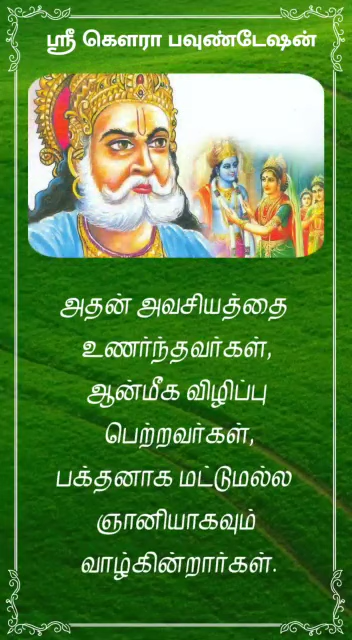 ஸ்ரீ கௌரா பவுண்டேஷன்
அதன் அவசியத்தை
உணர்ந்தவர்கள்,
ஆன்மீக விழிப்பு
பெற்றவர்கள்,
பக்தனாக மட்டுமல்ல
ஞானியாகவும்
வாழ்கின்றார்கள்.